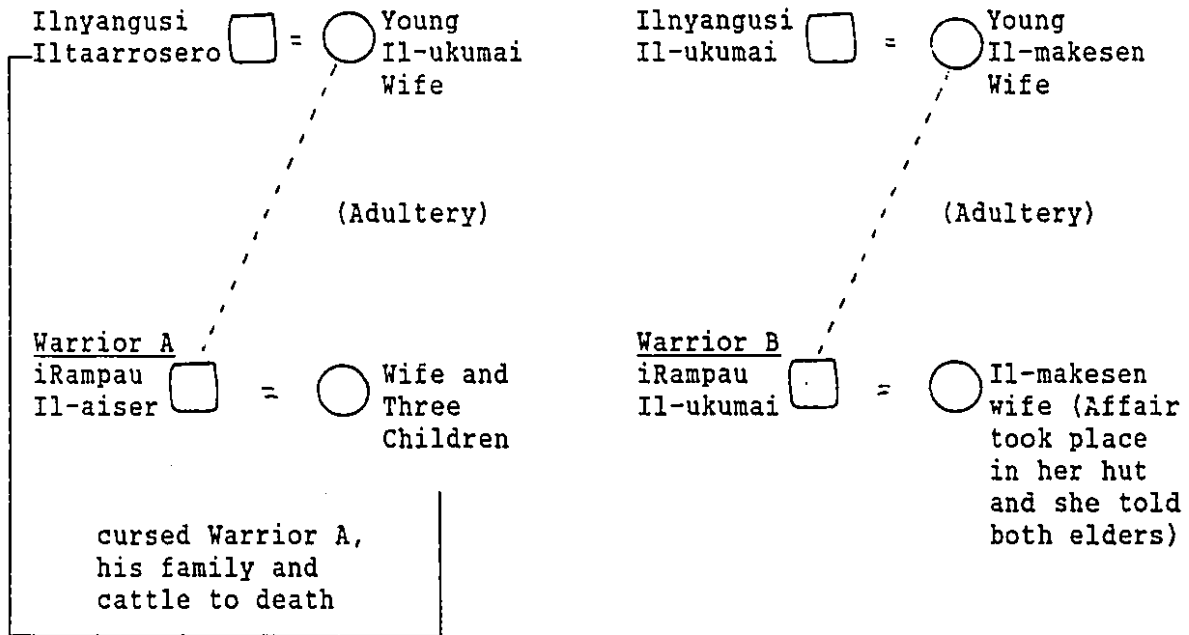 Ilnyangusi
Iltaarrosero
=
Young
Il-ukumai
Wife
(Adultery)
Warrior A
iRampau
Il-aiser
=
Wife and
Three
Children
cursed Warrior A,
his family and
cattle to death
Ilnyangusi
Il-ukumai
=
Young
Il-makesen
Wife
(Adultery)
Warrior B
iRampau
Il-ukumai
=
Il-makesen
wife (Affair
took place
in her hut
and she told
both elders)